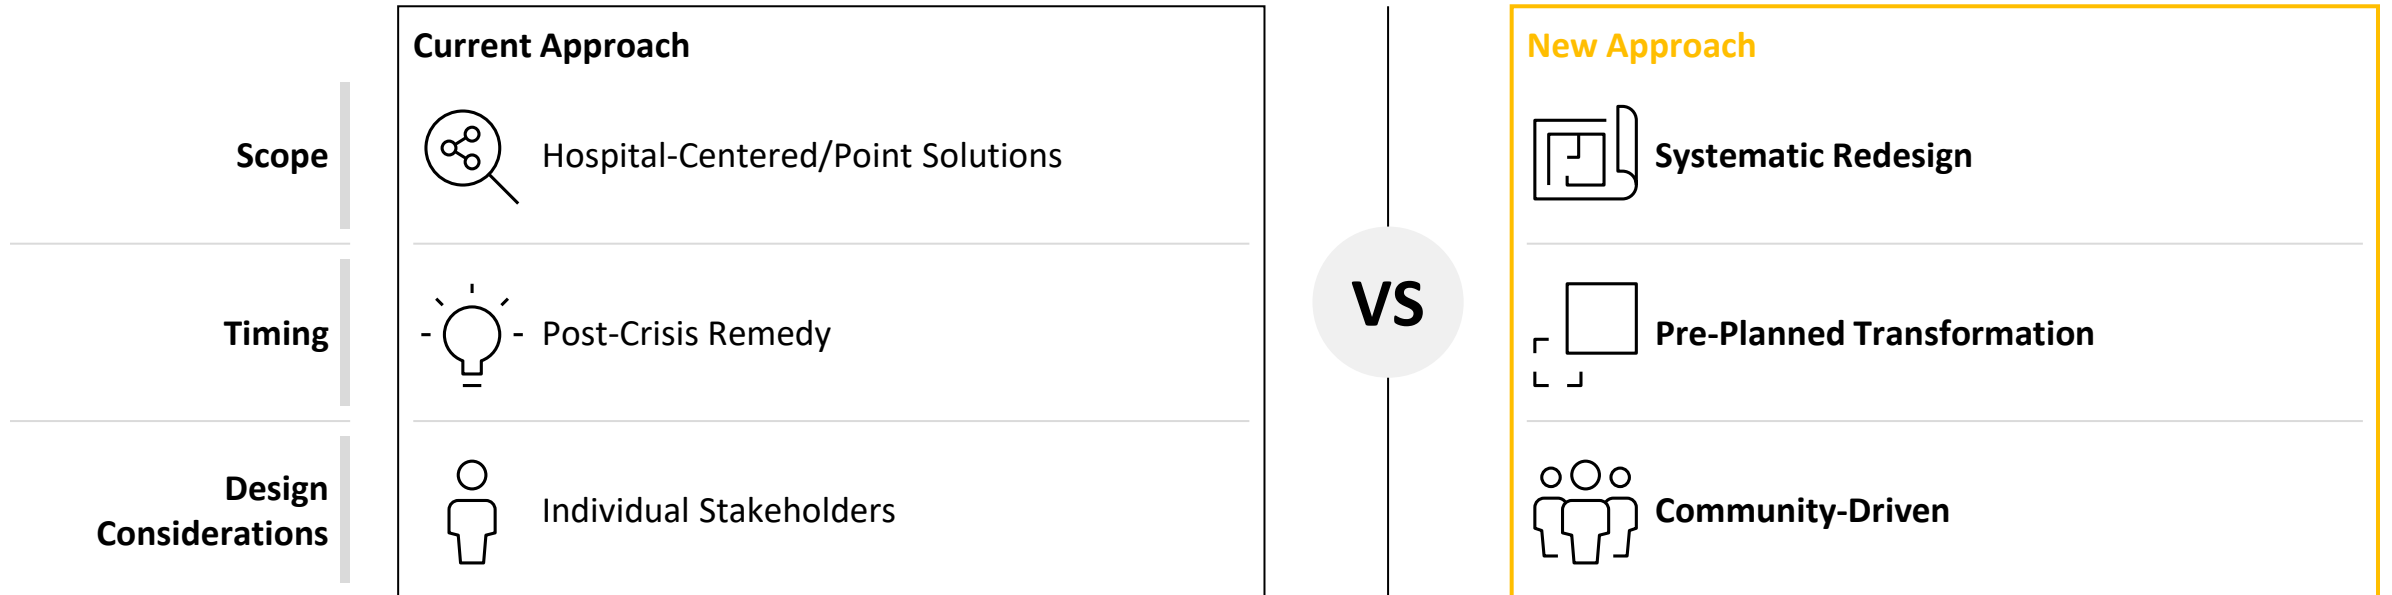 Current Approach
New Approach
Scope
Hospital-Centered/Point Solutions
Systematic Redesign
VS
Timing
Post-Crisis Remedy
Pre-Planned Transformation
Design
Considerations
Individual Stakeholders
Community-Driven